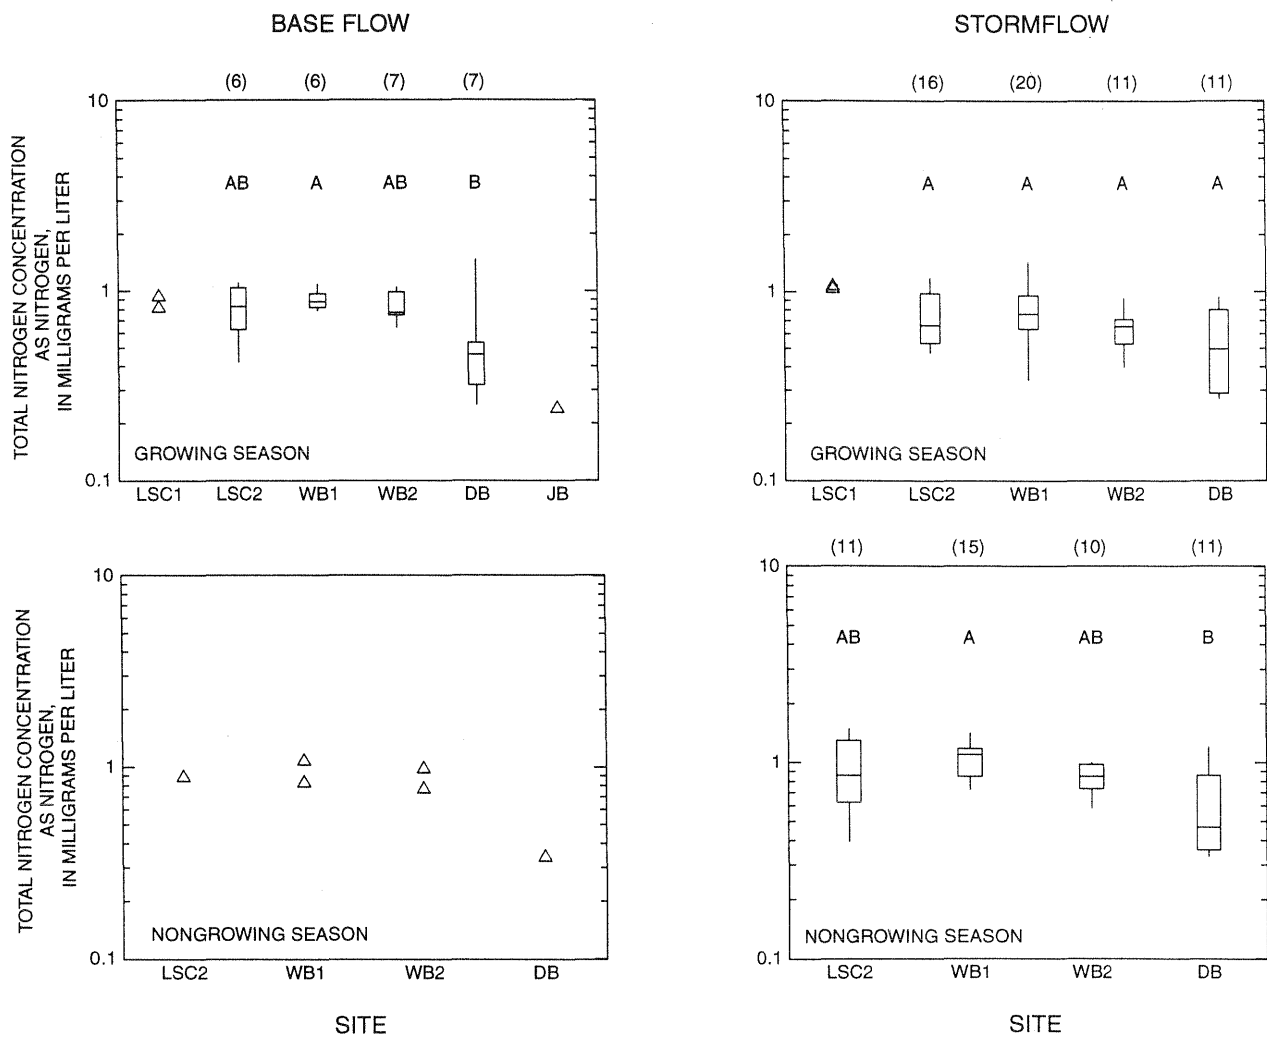 BASE FLOW
(6) (6) (7) (7)
TOTAL NITROGEN CONCENTRATION
AS NITROGEN,
IN MILLIGRAMS PER LITER
10
1
0.1
AB A AB B
GROWING SEASON
LSC1 LSC2 WB1 WB2 DB JB
STORMFLOW
(16) (20) (11) (11)
10
1
0.1
A A A A
GROWING SEASON
LSC1 LSC2 WB1 WB2 DB
TOTAL NITROGEN CONCENTRATION
AS NITROGEN,
IN MILLIGRAMS PER LITER
10
1
0.1
NONGROWING SEASON
LSC2 WB1 WB2 DB
SITE
(11) (15) (10) (11)
10
1
0.1
AB A AB B
NONGROWING SEASON
LSC2 WB1 WB2 DB
SITE